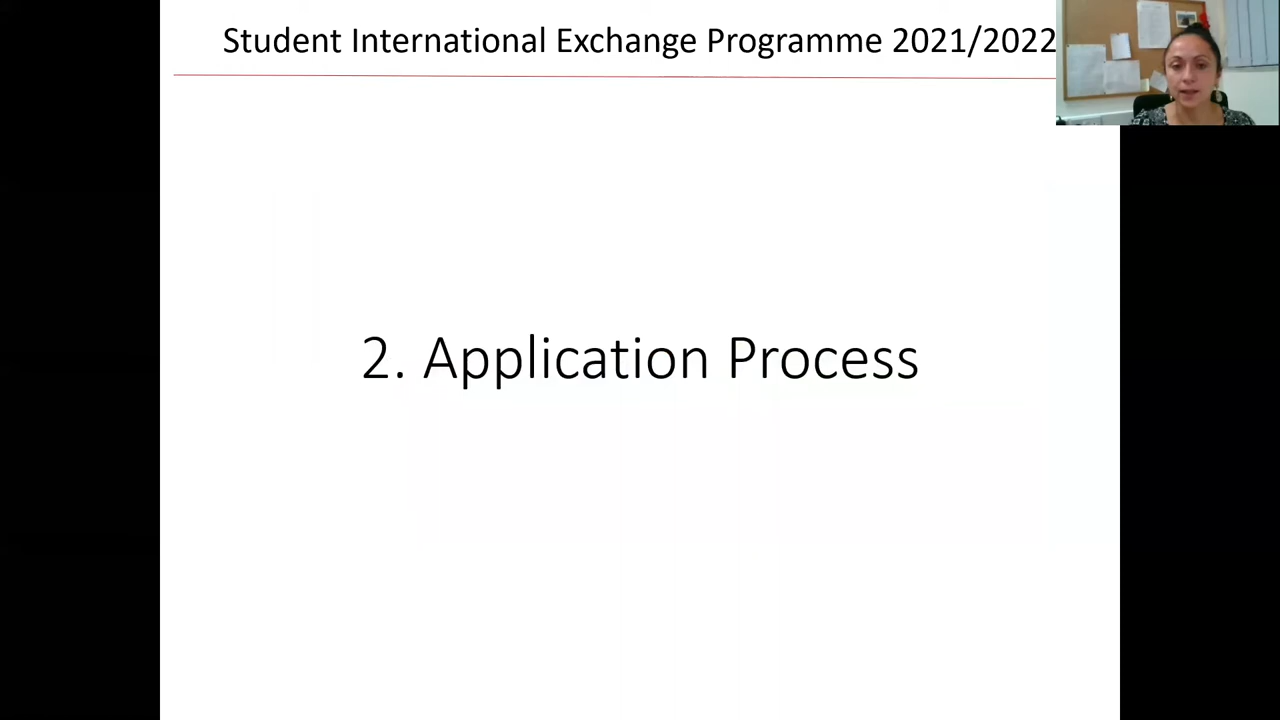 Student International Exchange Programme 2021/2022
2. Application Process